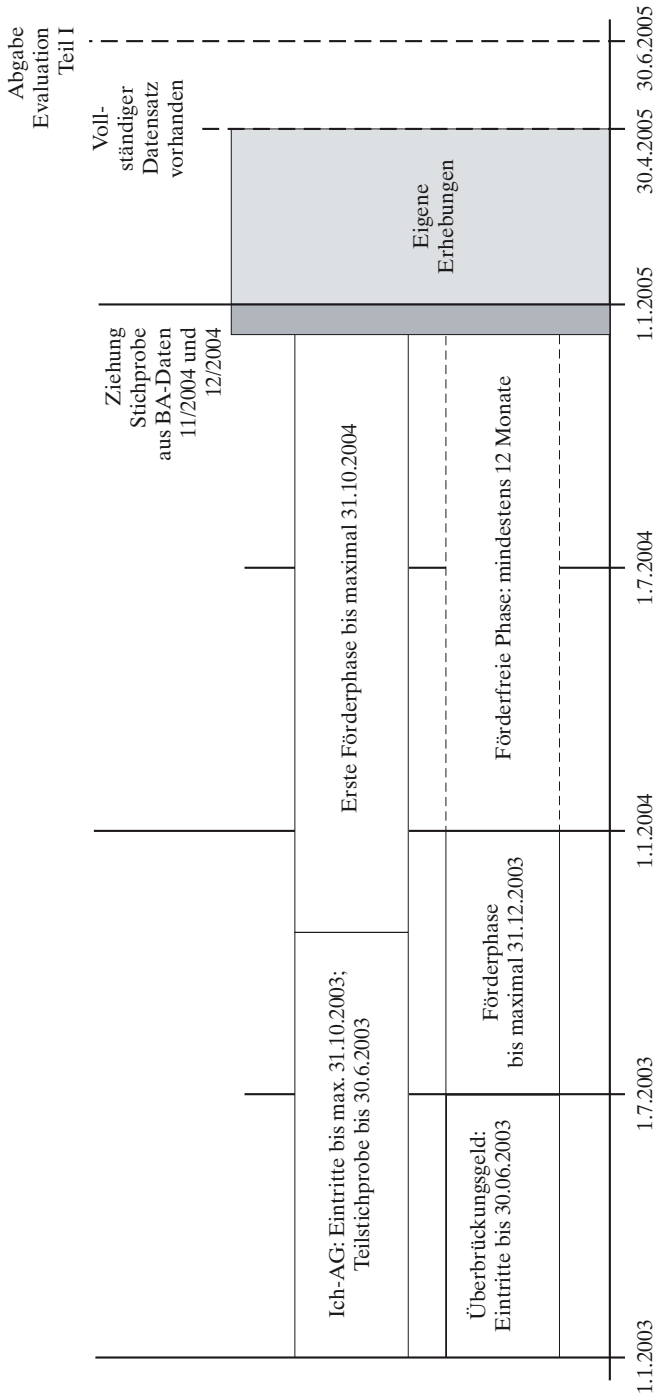 Abgabe
Evaluation
Teil I
Voll-
ständiger
Datensatz
vorhanden
Ziehung
Stichprobe
aus BA-Daten
11/2004 und
12/2004
Eigene
Erhebungen
Ich-AG: Eintritte bis max. 31.10.2003;
Teilstichprobe bis 30.6.2003
Erste Förderphase bis maximal 31.10.2004
Überbrückungsgeld:
Eintritte bis 30.06.2003
Förderphase
bis maximal 31.12.2003
Förderfreie Phase: mindestens 12 Monate
1.1.2003
1.7.2003
1.1.2004
1.7.2004
1.1.2005
30.4.2005
30.6.2005